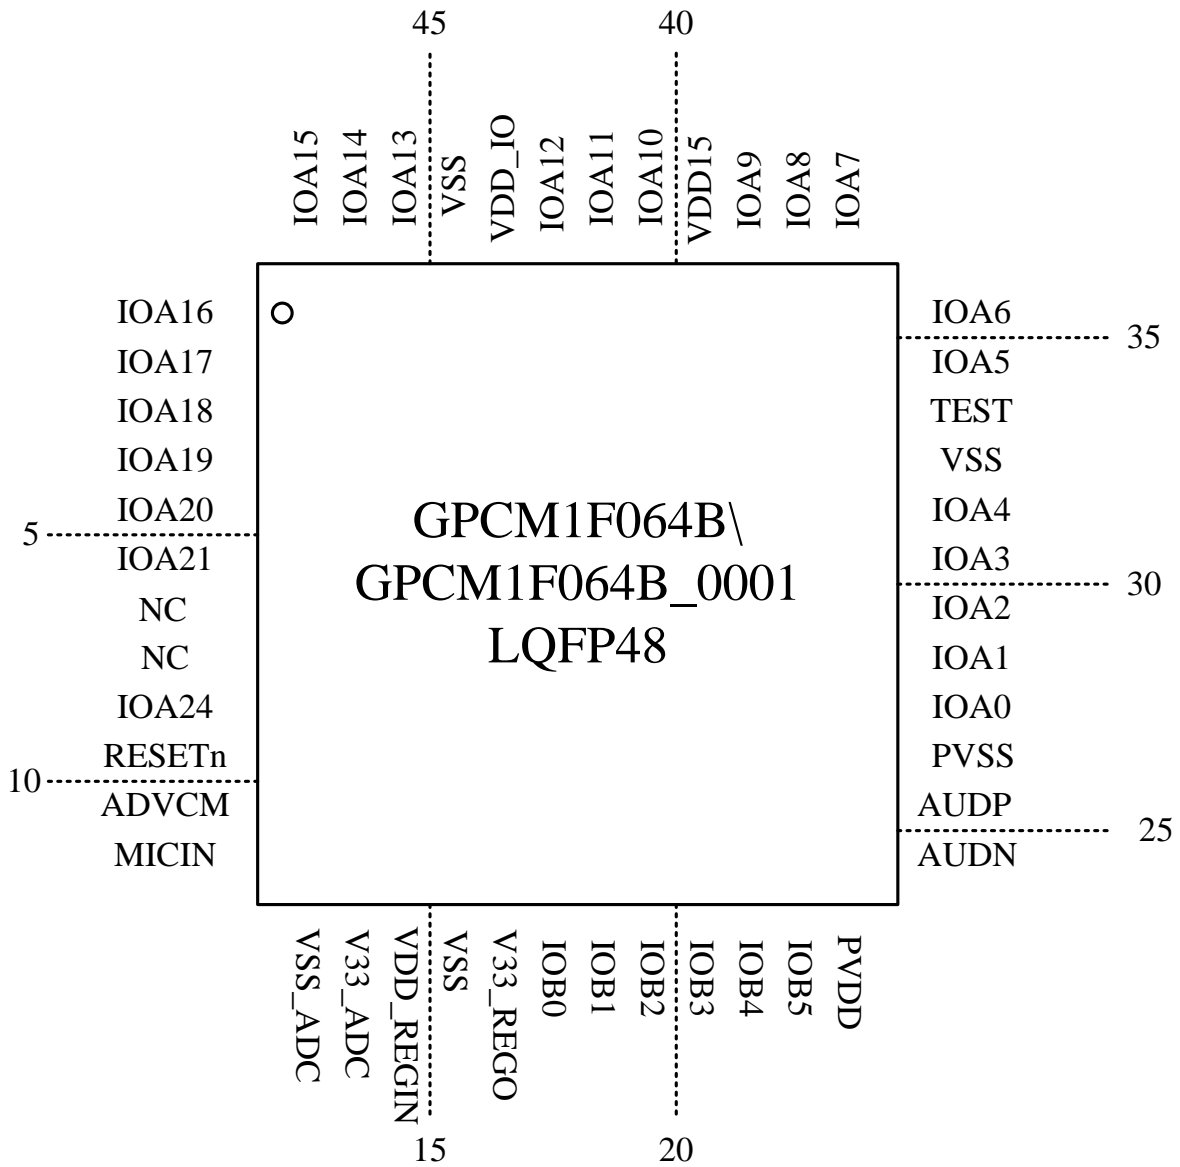 45
40
IOA15
IOA14
IOA13
VSS
VDD_IO
IOA12
IOA11
IOA10
VDD15
IOA9
IOA8
IOA7
IOA16
IOA17
IOA18
IOA19
IOA20
5
IOA21
NC
NC
IOA24
RESETn
10
ADVCM
MICIN
GPCM1F064B\
GPCM1F064B_0001
LQFP48
IOA6
35
IOA5
TEST
VSS
IOA4
IOA3
30
IOA2
IOA1
IOA0
PVSS
AUDP
25
AUDN
VSS_ADC
V33_ADC
VDD_REGIN
VSS
V33_REGO
IOB0
IOB1
IOB2
IOB3
IOB4
IOB5
PVDD
15
20